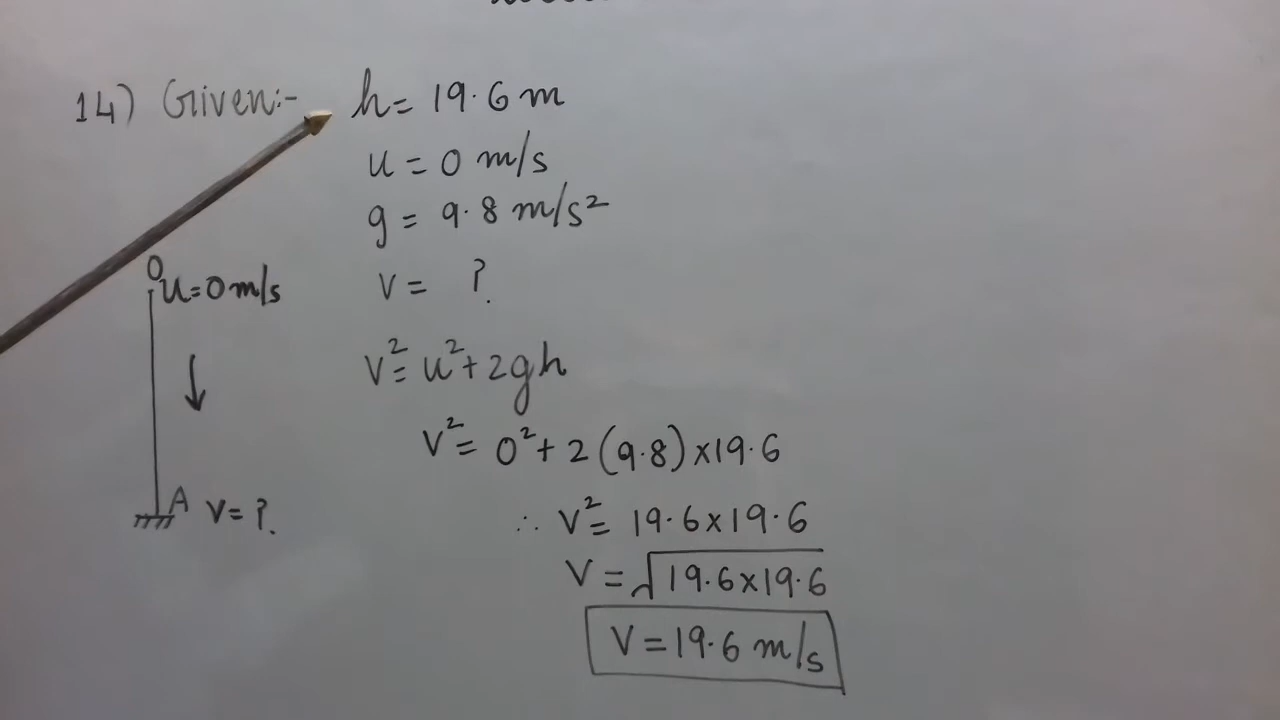 14) Given:- h = 19.6 m
u = 0 m/s
g = 9.8 m/s²
v = ?
O
u=0 m/s
A v = ?
v² = u² + 2gh
v² = 0² + 2 (9.8) × 19.6
∴ v² = 19.6 × 19.6
v = √19.6×19.6
v = 19.6 m/s